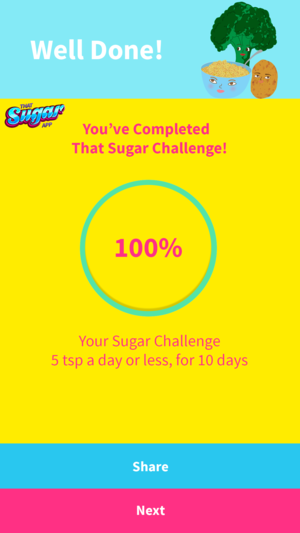 Well Done!
THAT
Sugar
APP
You've Completed
That Sugar Challenge!
100%
Your Sugar Challenge
5 tsp a day or less, for 10 days
Share
Next